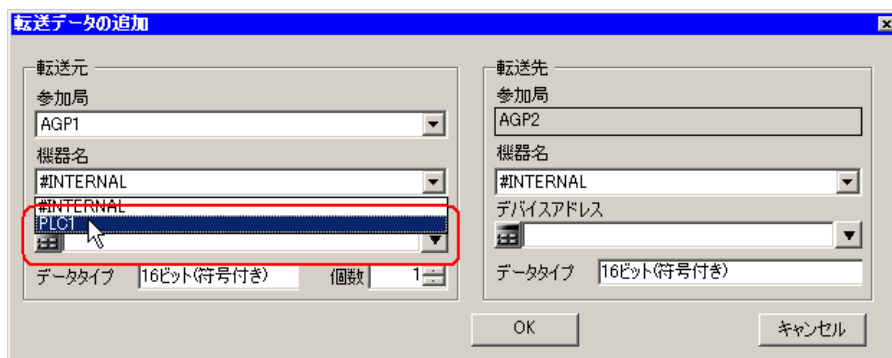 転送データの追加
転送元
参加局
AGP1
機器名
#INTERNAL
#INTERNAL
PLC1
データタイプ 16ビット(符号付き) 個数 1
転送先
参加局
AGP2
機器名
#INTERNAL
デバイスアドレス
データタイプ 16ビット(符号付き)
OK キャンセル